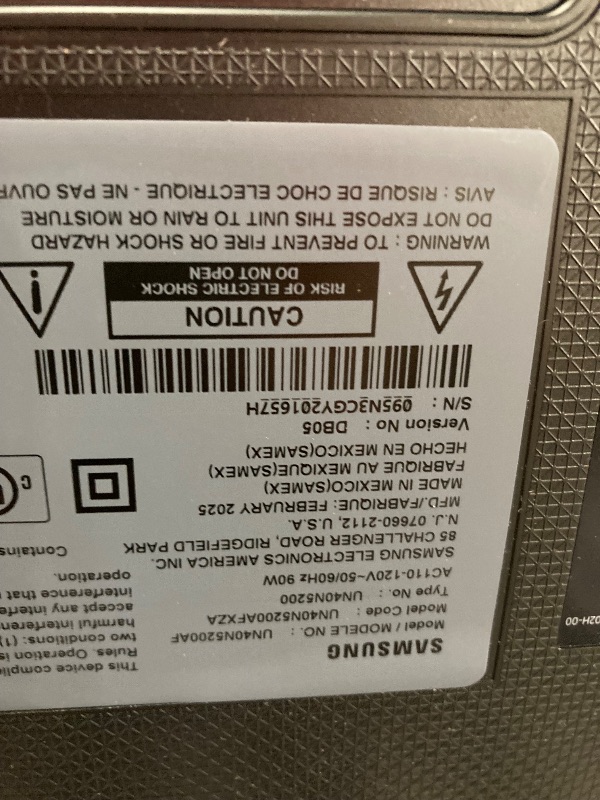 SAMSUNG
Model / MODELE NO. : UN40N5200AF
Model Code : UN40N5200AFXZA
Type No. : UN40N5200
AC110-120V~50/60Hz 90W
SAMSUNG ELECTRONICS AMERICA INC.
85 CHALLENGER ROAD, RIDGEFIELD PARK
N.J. 07660-2112, U.S.A.
MFD./FABRIQUE: FEBRUARY 2025
MADE IN MEXICO(SAMEX)
FABRIQUE AU MEXIQUE(SAMEX)
HECHO EN MEXICO(SAMEX)
Version No : DB05
S/N : 095N3CGY201657H
This device
Rules. Operation is
two conditions: (1)
harmful
accept any
interference that
operation.
Contains
C
CAUTION
RISK OF ELECTRIC SHOCK
DO NOT OPEN
WARNING : TO PREVENT FIRE OR SHOCK HAZARD
DO NOT EXPOSE THIS UNIT TO RAIN OR MOISTURE
AVIS : RISQUE DE CHOC ELECTRIQUE - NE PAS
02H-00